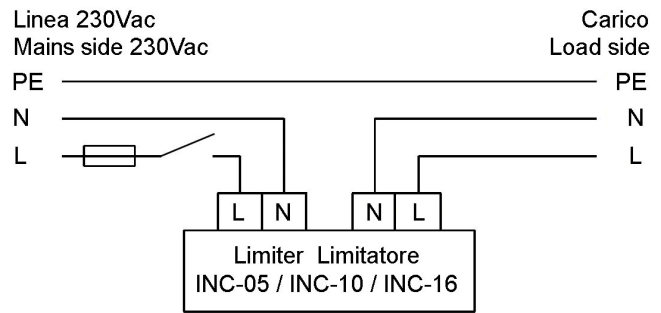 Linea 230Vac
Mains side 230Vac
Carico
Load side
PE PE
N N
L L
L N N L
Limiter Limitatore
INC-05 / INC-10 / INC-16